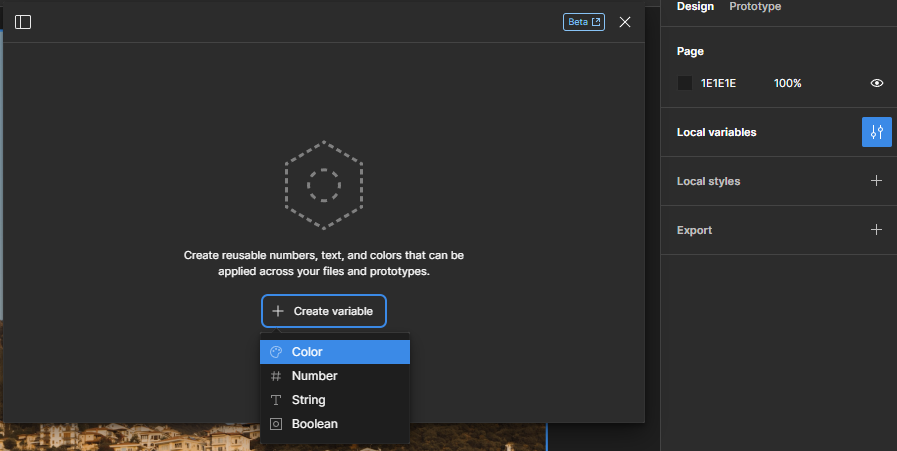 Beta
Create reusable numbers, text, and colors that can be
applied across your files and prototypes.
Create variable
Color
Number
String
Boolean
Design Prototype
Page
1E1E1E 100%
Local variables
Local styles
Export